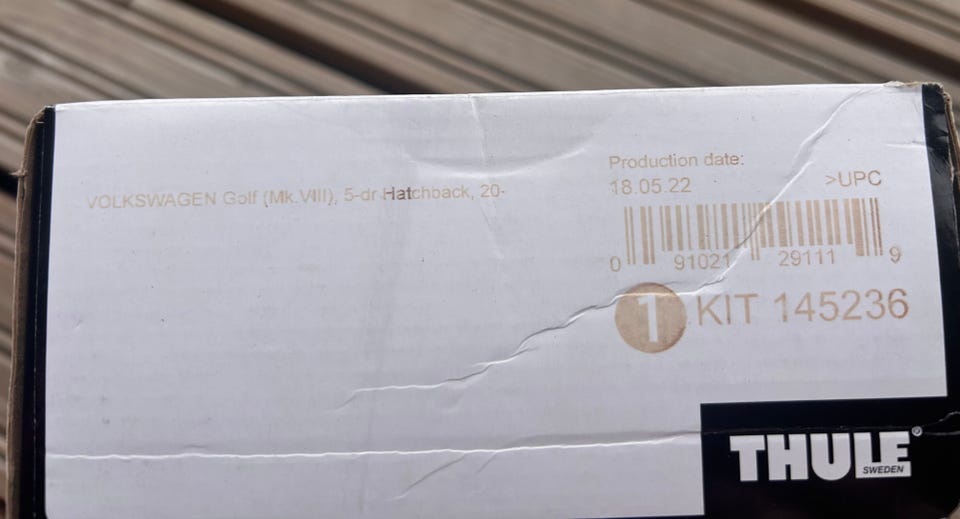 VOLKSWAGEN Golf (Mk.VIII), 5-dr Hatchback, 20-
Production date:
18.05.22 >UPC
0 91021 29111 9
1 KIT 145236
THULE®
SWEDEN